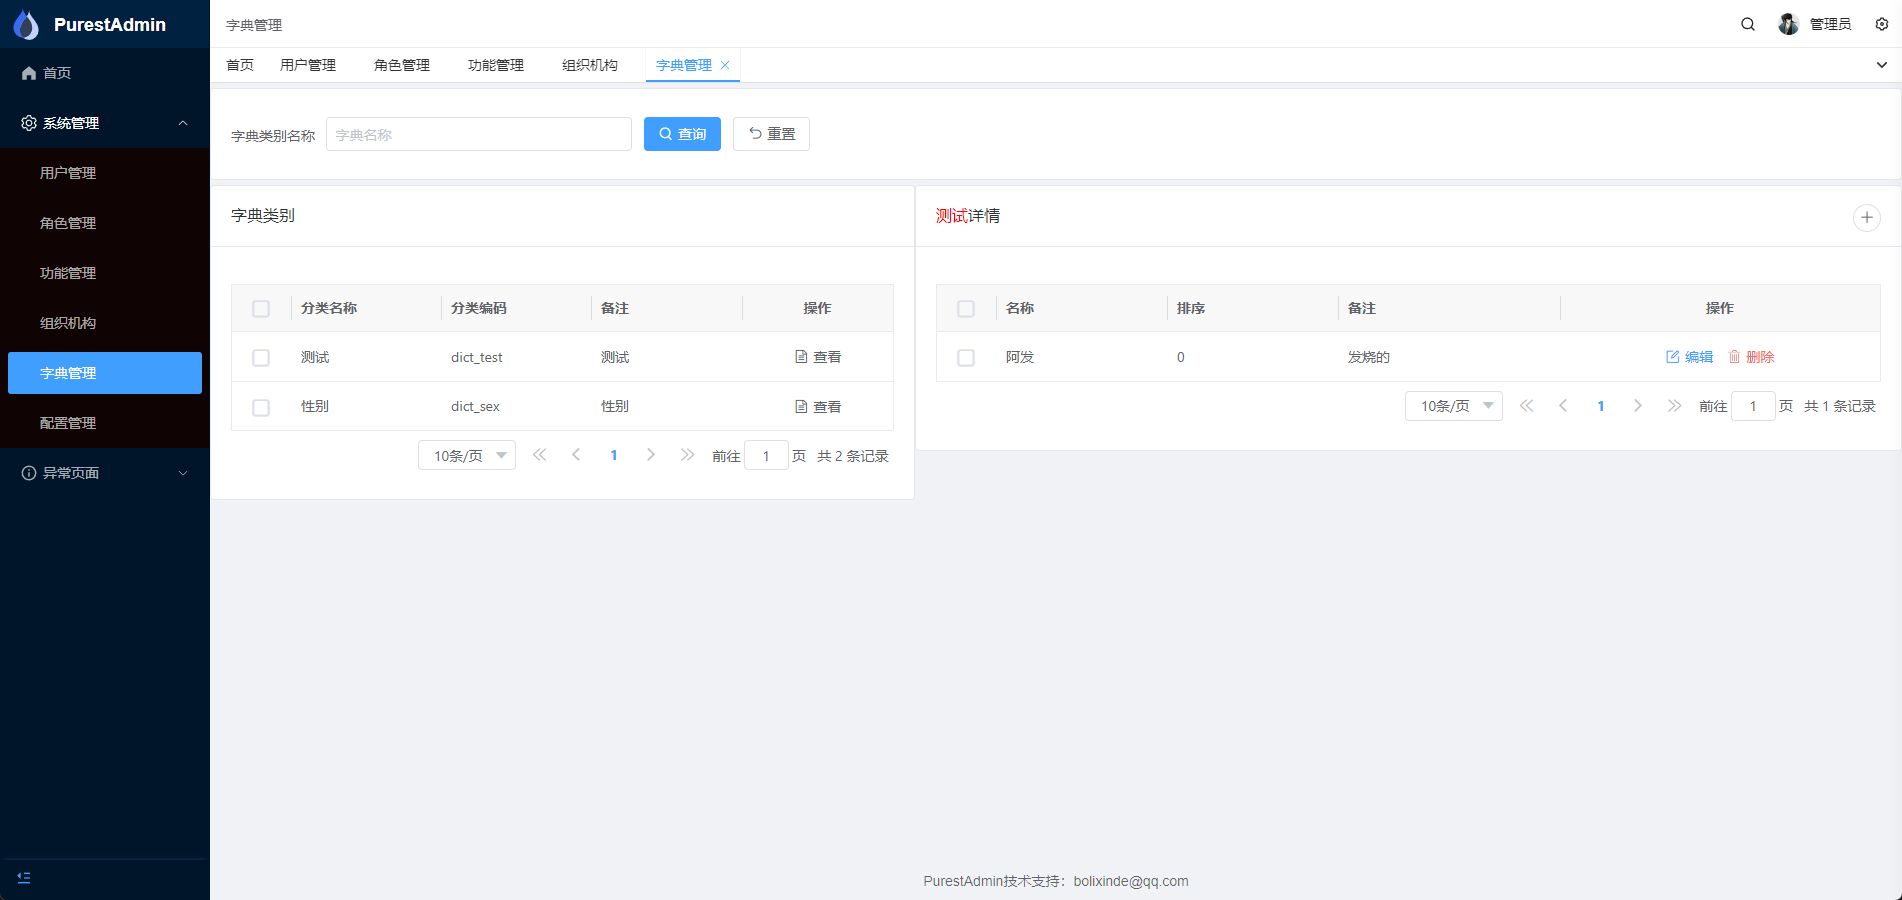 PurestAdmin
字典管理
管理员
首页
系统管理
用户管理
角色管理
功能管理
组织机构
字典管理
配置管理
异常页面
首页 用户管理 角色管理 功能管理 组织机构 字典管理
字典类别名称 字典名称 查询 重置
字典类别
分类名称 分类编码 备注 操作
测试 dict_test 测试 查看
性别 dict_sex 性别 查看
10条/页 1 前往 1 页 共 2 条记录
测试详情
名称 排序 备注 操作
阿发 0 发烧的 编辑 删除
10条/页 1 前往 1 页 共 1 条记录
PurestAdmin技术支持：bolixinde@qq.com